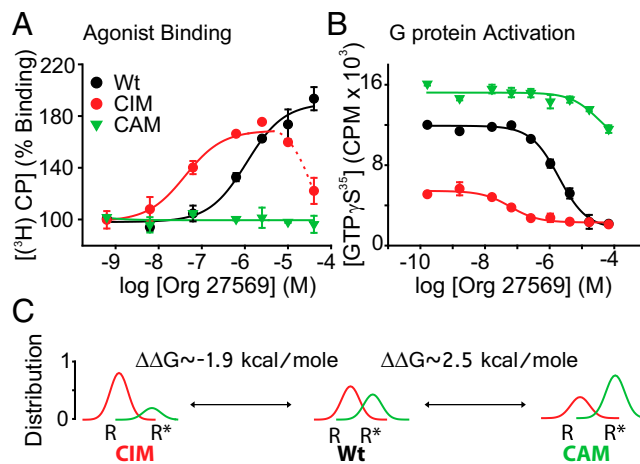 A Agonist Binding
[(³H) CP] (% Binding)
220
180
140
100
Wt
CIM
CAM
-9 -8 -7 -6 -5 -4
log [Org 27569] (M)
B G protein Activation
[GTPγS³⁵] (CPM x 10³)
16
12
8
4
0
-10 -8 -6 -4
log [Org 27569] (M)
C
Distribution
1
0
ΔΔG~-1.9 kcal/mole ΔΔG~2.5 kcal/mole
R R* R R* R R*
CIM Wt CAM